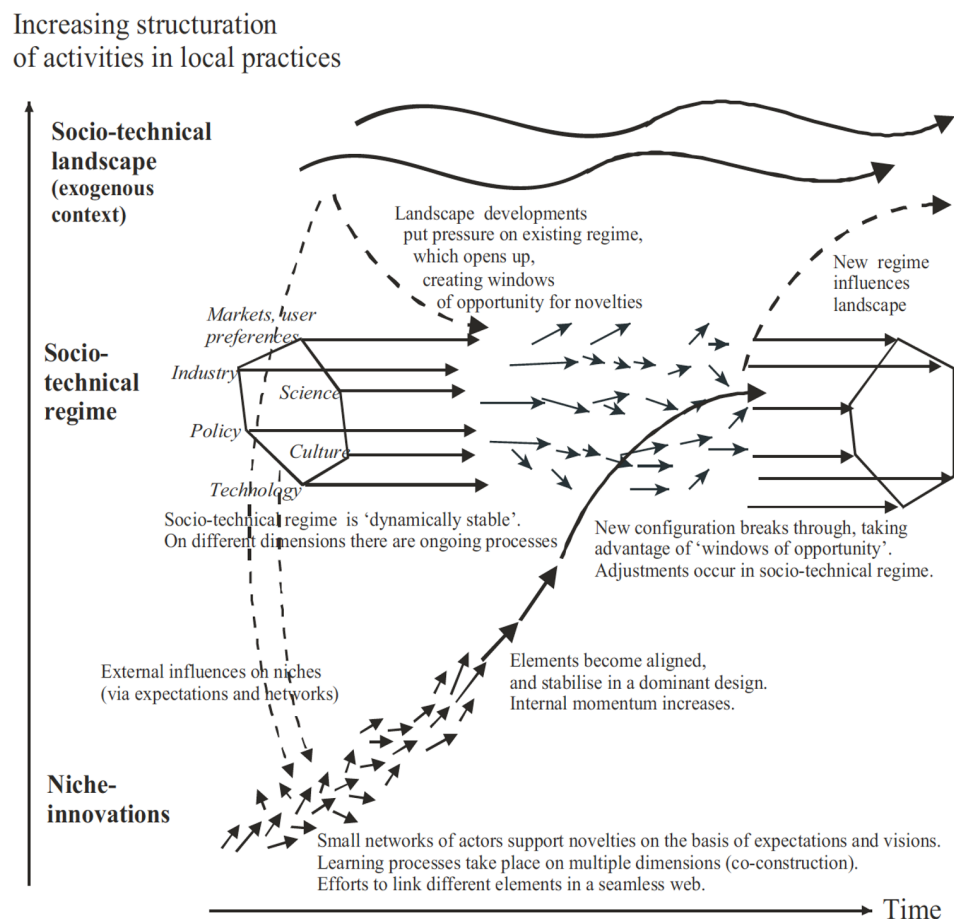 Increasing structuration
of activities in local practices
Socio-technical
landscape
(exogenous
context)
Landscape developments
put pressure on existing regime,
which opens up,
creating windows
of opportunity for novelties
New regime
influences
landscape
Markets, user
preferences
Industry
Science
Policy
Culture
Technology
Socio-
technical
regime
Socio-technical regime is ‘dynamically stable’.
On different dimensions there are ongoing processes
New configuration breaks through, taking
advantage of ‘windows of opportunity’.
Adjustments occur in socio-technical regime.
External influences on niches
(via expectations and networks)
Elements become aligned,
and stabilise in a dominant design.
Internal momentum increases.
Niche-
innovations
Small networks of actors support novelties on the basis of expectations and visions.
Learning processes take place on multiple dimensions (co-construction).
Efforts to link different elements in a seamless web.
Time